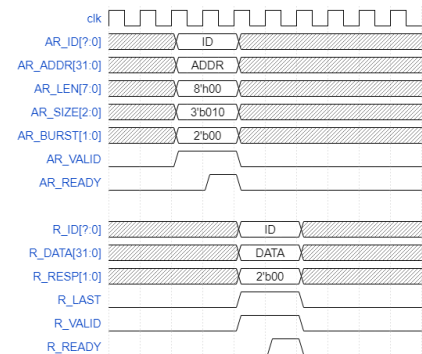 clk
AR_ID[?:0] ID
AR_ADDR[31:0] ADDR
AR_LEN[7:0] 8'h00
AR_SIZE[2:0] 3'b010
AR_BURST[1:0] 2'b00
AR_VALID
AR_READY
R_ID[?:0] ID
R_DATA[31:0] DATA
R_RESP[1:0] 2'b00
R_LAST
R_VALID
R_READY